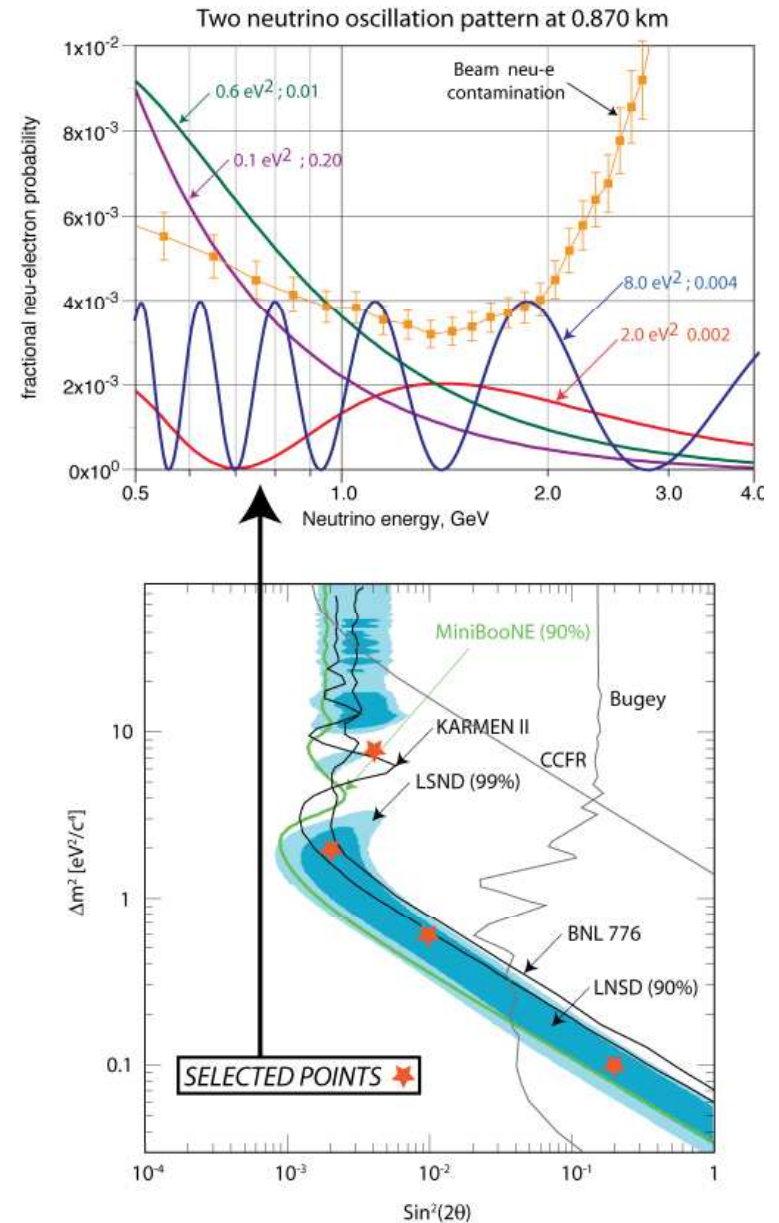 Two neutrino oscillation pattern at 0.870 km
1x10⁻²
8x10⁻³
6x10⁻³
4x10⁻³
2x10⁻³
0x10⁰
fractional neu-electron probability
0.6 eV²; 0.01
0.1 eV²; 0.20
Beam neu-e
contamination
8.0 eV²; 0.004
2.0 eV² 0.002
0.5
1.0
2.0
3.0
4.0
Neutrino energy, GeV
MiniBooNE (90%)
Bugey
KARMEN II
CCFR
LSND (99%)
BNL 776
LNSD (90%)
10
1
0.1
Δm² [eV²/c⁴]
SELECTED POINTS
10⁻⁴
10⁻³
10⁻²
10⁻¹
1
Sin²(2θ)